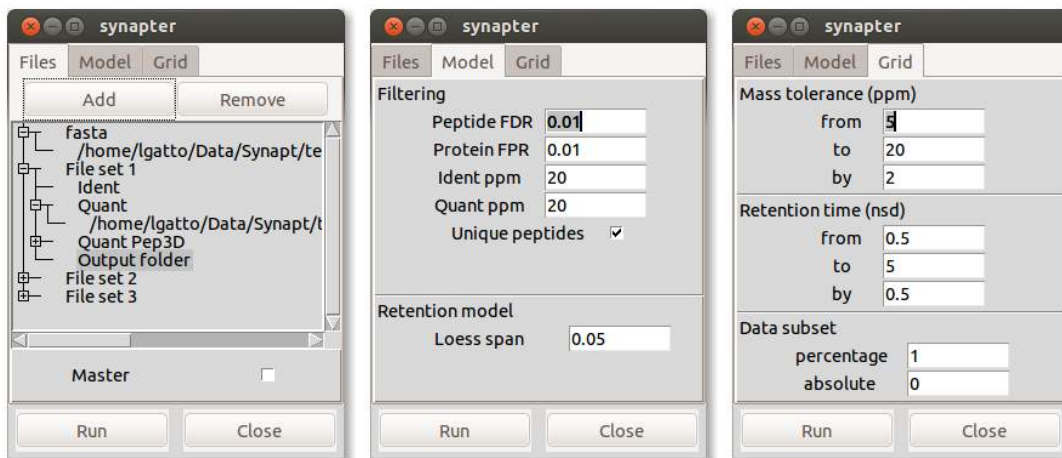 synapter
Files Model Grid
Add Remove
fasta
/home/lgatto/Data/Synapt/te
File set 1
Ident
Quant
/home/lgatto/Data/Synapt/t
Quant Pep3D
Output folder
File set 2
File set 3
Master
Run Close
synapter
Files Model Grid
Filtering
Peptide FDR 0.01
Protein FPR 0.01
Ident ppm 20
Quant ppm 20
Unique peptides
Retention model
Loess span 0.05
Run Close
synapter
Files Model Grid
Mass tolerance (ppm)
from 5
to 20
by 2
Retention time (nsd)
from 0.5
to 5
by 0.5
Data subset
percentage 1
absolute 0
Run Close